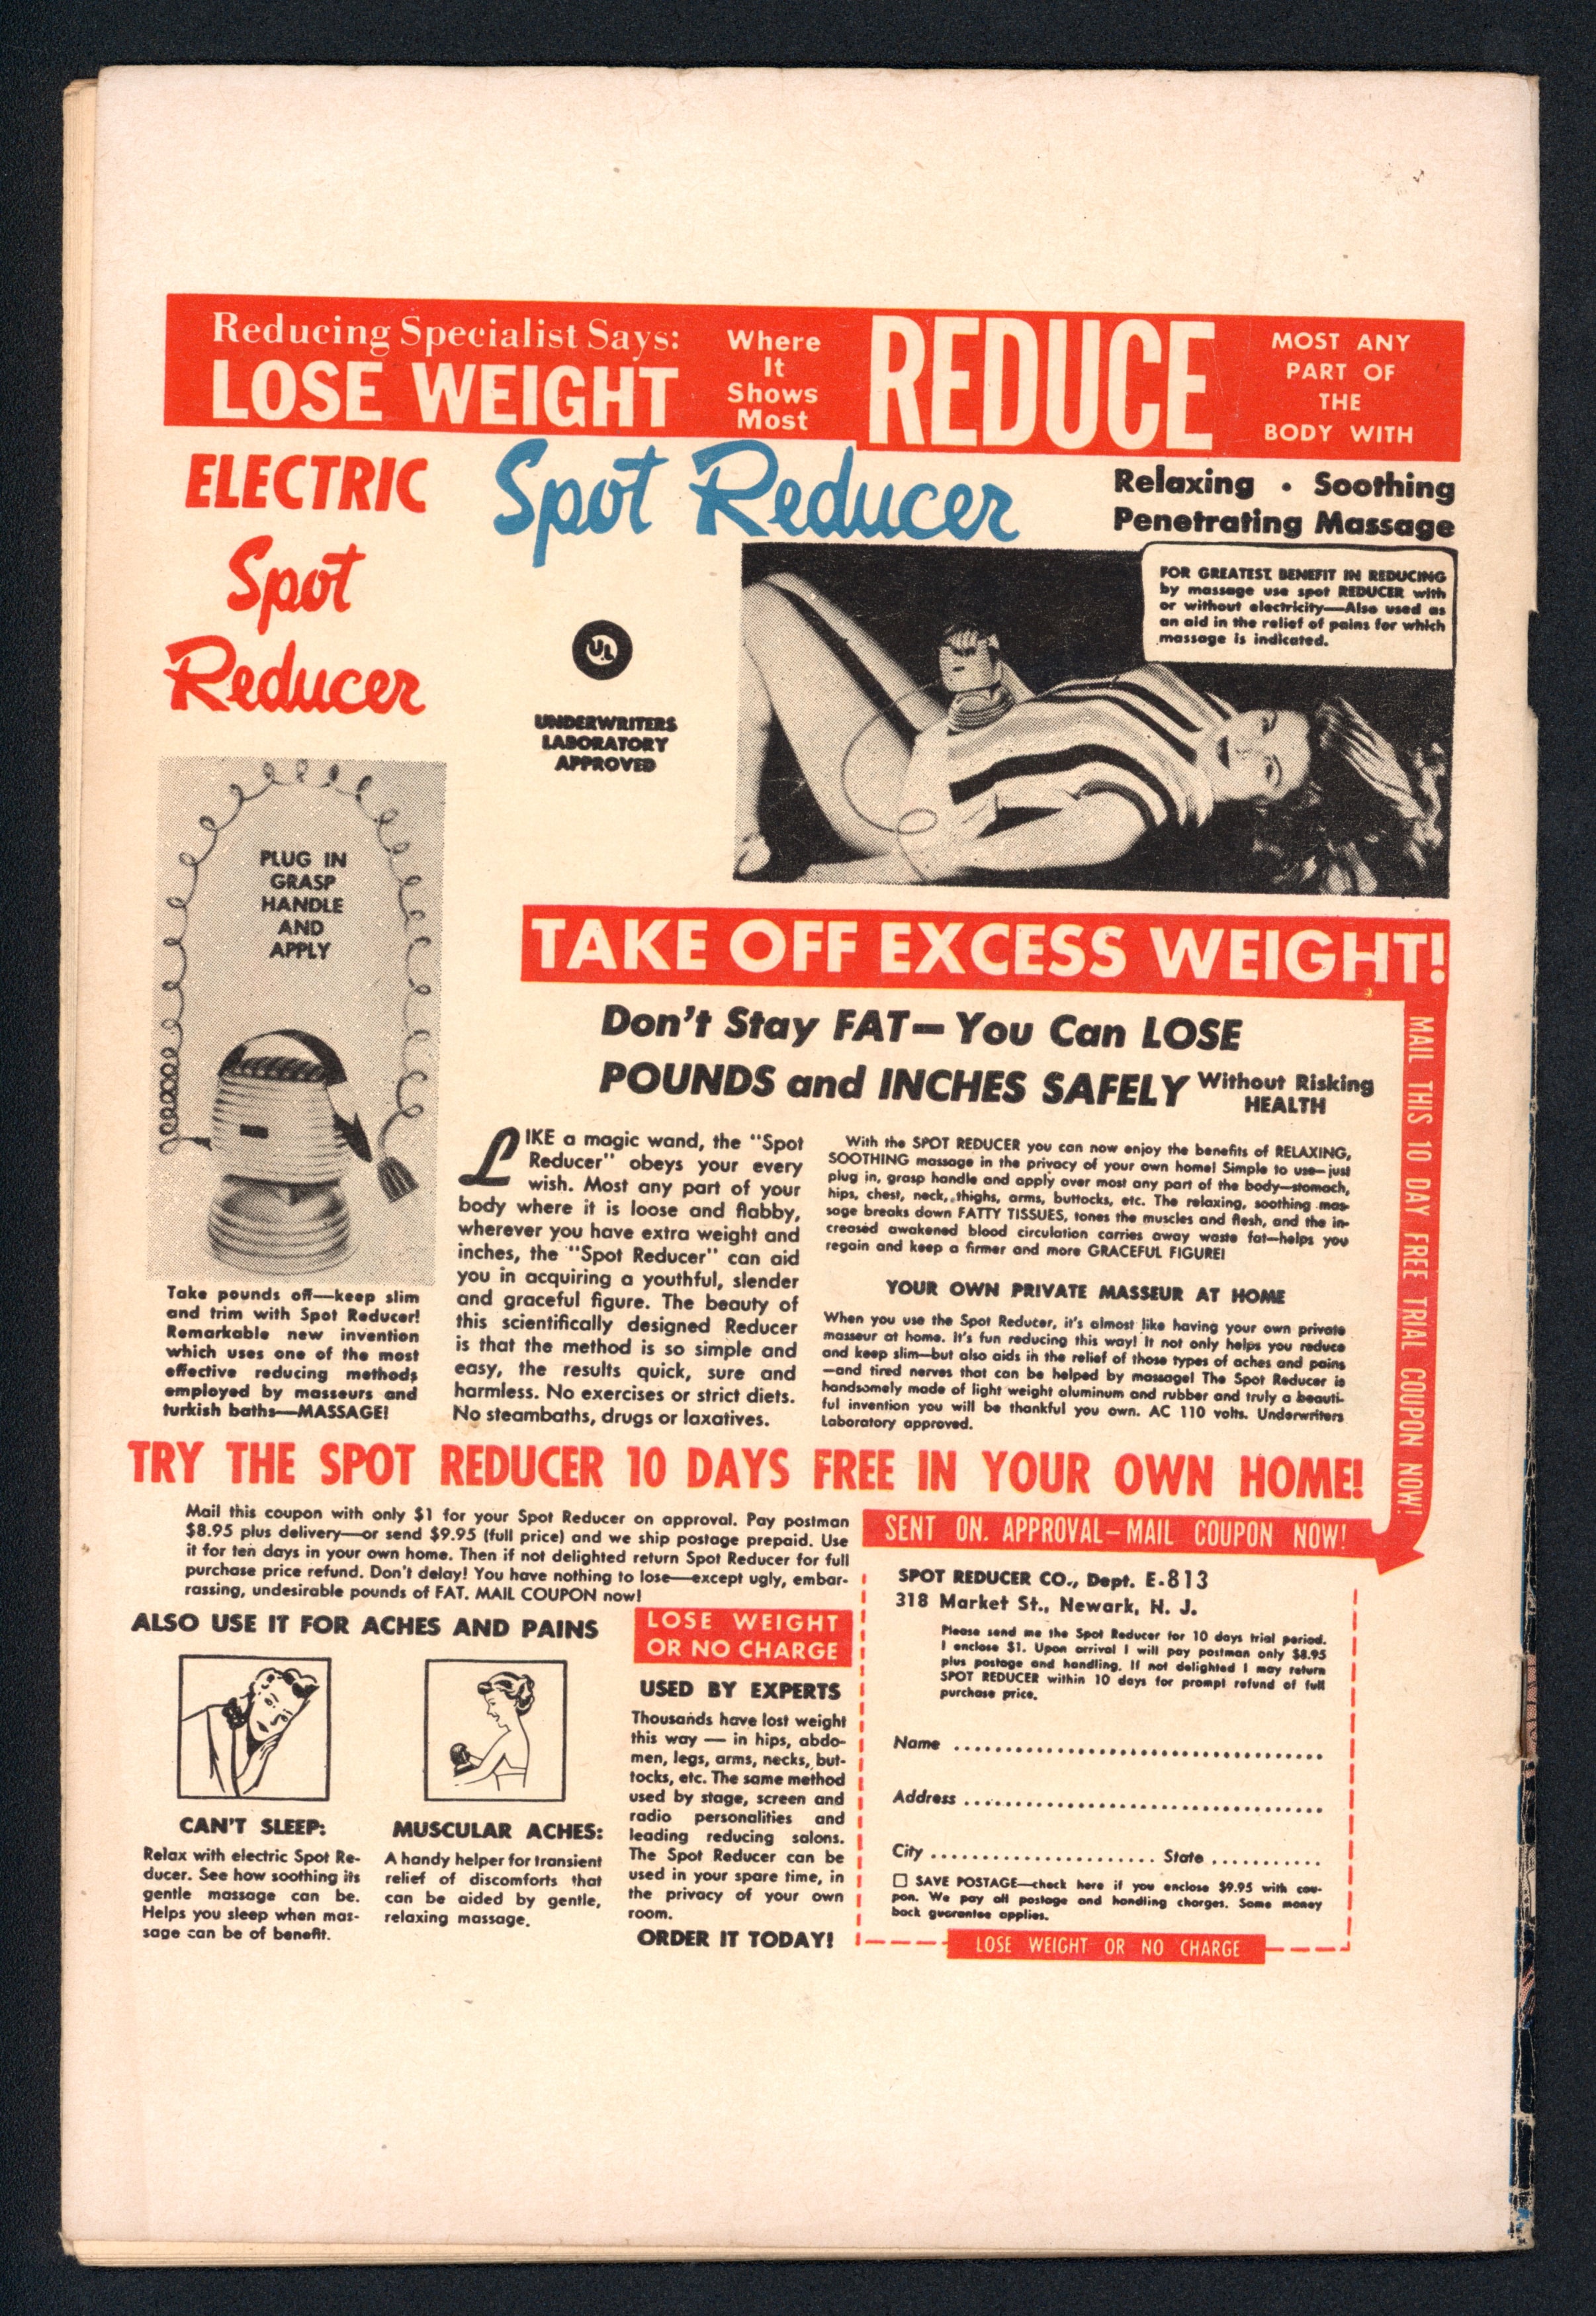 Reducing Specialist Says:
LOSE WEIGHT
Where
It
Shows
Most
REDUCE
MOST ANY
PART OF
THE
BODY WITH
ELECTRIC
Spot
Reducer
Spot Reducer
Relaxing • Soothing
Penetrating Massage
UL
UNDERWRITERS
LABORATORY
APPROVED
FOR GREATEST BENEFIT IN REDUCING
by massage use spot REDUCER with
or without electricity—Also used as
an aid in the relief of pains for which
massage is indicated.
PLUG IN
GRASP
HANDLE
AND
APPLY
Take pounds off—keep slim
and trim with Spot Reducer!
Remarkable new invention
which uses one of the most
effective reducing methods
employed by masseurs and
turkish baths—MASSAGE!
TAKE OFF EXCESS WEIGHT!
Don't Stay FAT—You Can LOSE
POUNDS and INCHES SAFELY Without Risking
HEALTH
LIKE a magic wand, the "Spot
Reducer" obeys your every
wish. Most any part of your
body where it is loose and flabby,
wherever you have extra weight and
inches, the "Spot Reducer" can aid
you in acquiring a youthful, slender
and graceful figure. The beauty of
this scientifically designed Reducer
is that the method is so simple and
easy, the results quick, sure and
harmless. No exercises or strict diets.
No steambaths, drugs or laxatives.
With the SPOT REDUCER you can now enjoy the benefits of RELAXING,
SOOTHING massage in the privacy of your own home! Simple to use—just
plug in, grasp handle and apply over most any part of the body—stomach,
hips, chest, neck, thighs, arms, buttocks, etc. The relaxing, soothing mas-
sage breaks down FATTY TISSUES, tones the muscles and flesh, and the in-
creased awakened blood circulation carries away waste fat—helps you
regain and keep a firmer and more GRACEFUL FIGURE!
YOUR OWN PRIVATE MASSEUR AT HOME
When you use the Spot Reducer, it's almost like having your own private
masseur at home. It's fun reducing this way! It not only helps you reduce
and keep slim—but also aids in the relief of those types of aches and pains
—and tired nerves that can be helped by massage! The Spot Reducer is
handsomely made of light weight aluminum and rubber and truly a beauti-
ful invention you will be thankful you own. AC 110 volts. Underwriters
Laboratory approved.
MAIL THIS 10 DAY FREE TRIAL COUPON NOW!
TRY THE SPOT REDUCER 10 DAYS FREE IN YOUR OWN HOME!
Mail this coupon with only $1 for your Spot Reducer on approval. Pay postman
$8.95 plus delivery—or send $9.95 (full price) and we ship postage prepaid. Use
it for ten days in your own home. Then if not delighted return Spot Reducer for full
purchase price refund. Don't delay! You have nothing to lose—except ugly, embar-
rassing, undesirable pounds of FAT. MAIL COUPON now!
ALSO USE IT FOR ACHES AND PAINS
CAN'T SLEEP:
Relax with electric Spot Re-
ducer. See how soothing its
gentle massage can be.
Helps you sleep when mas-
sage can be of benefit.
MUSCULAR ACHES:
A handy helper for transient
relief of discomforts that
can be aided by gentle,
relaxing massage.
LOSE WEIGHT
OR NO CHARGE
USED BY EXPERTS
Thousands have lost weight
this way — in hips, abdo-
men, legs, arms, necks, but-
tocks, etc. The same method
used by stage, screen and
radio personalities and
leading reducing salons.
The Spot Reducer can be
used in your spare time, in
the privacy of your own
room.
ORDER IT TODAY!
SENT ON. APPROVAL—MAIL COUPON NOW!
SPOT REDUCER CO., Dept. E-813
318 Market St., Newark, N. J.
Please send me the Spot Reducer for 10 days trial period.
I enclose $1. Upon arrival I will pay postman only $8.95
plus postage and handling. If not delighted I may return
SPOT REDUCER within 10 days for prompt refund of full
purchase price.
Name ....................................
Address ....................................
City ...................... State ...........
☐ SAVE POSTAGE—check here if you enclose $9.95 with cou-
pon. We pay all postage and handling charges. Same money
back guarantee applies.
LOSE WEIGHT OR NO CHARGE